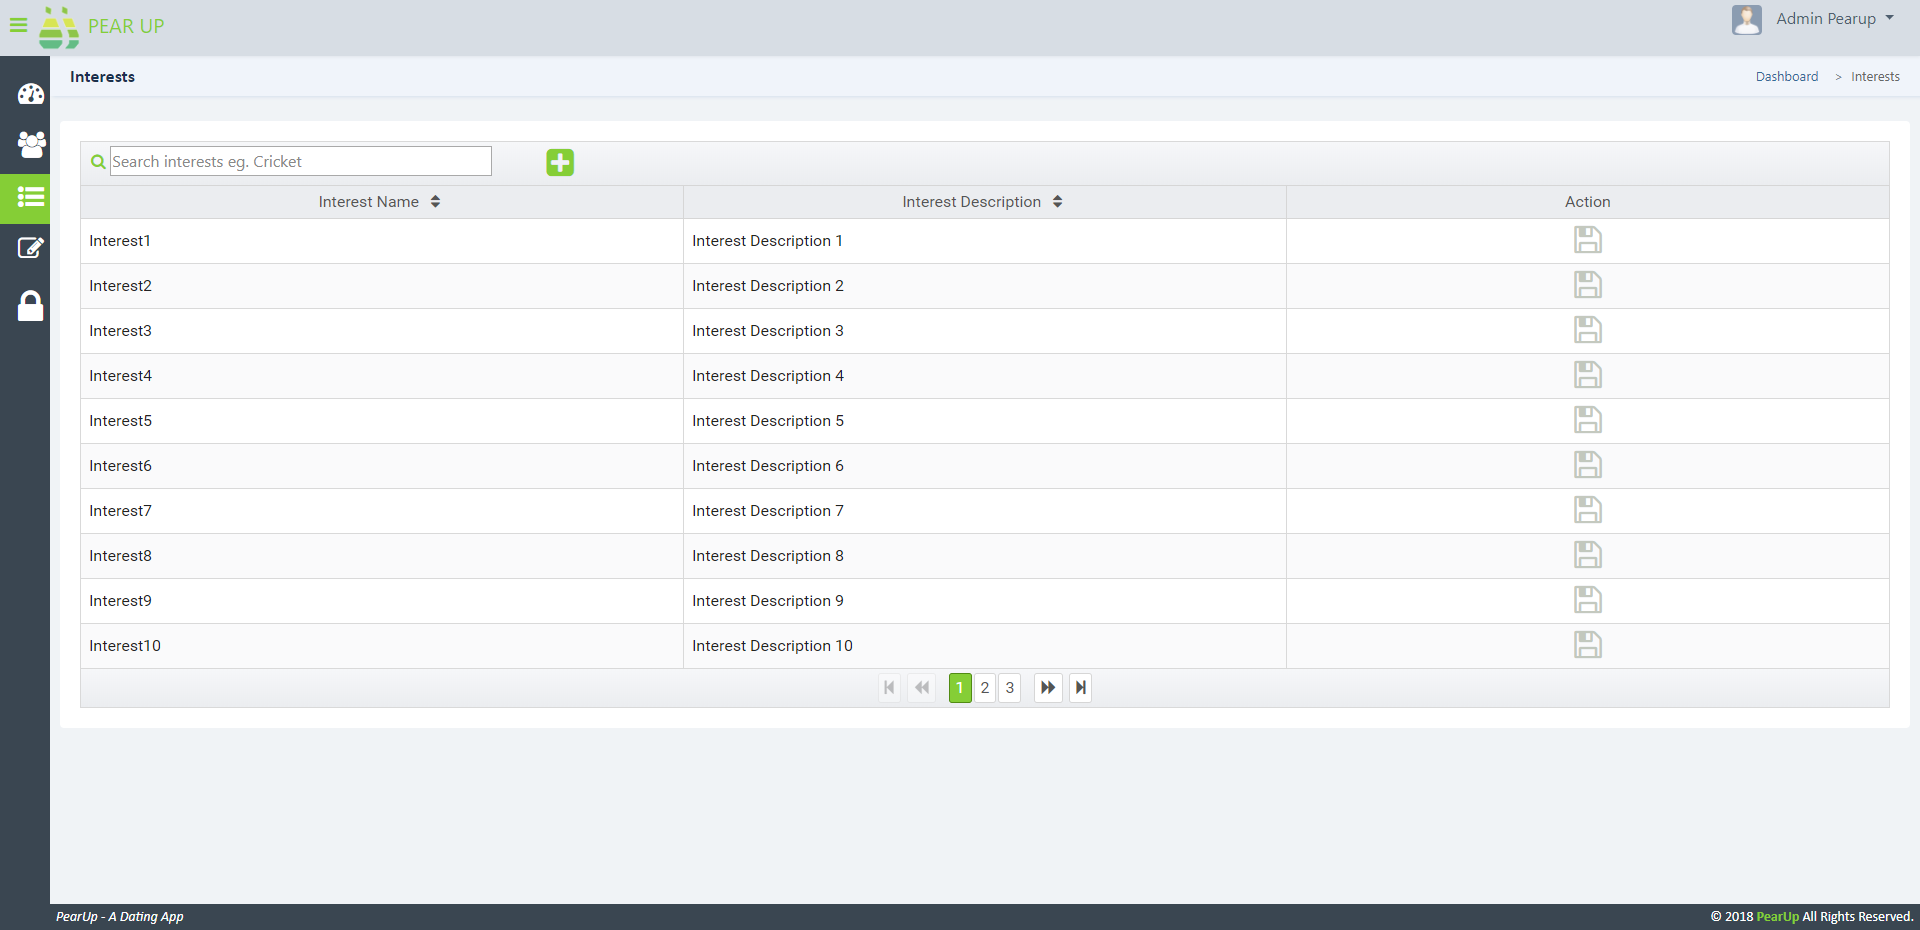 PEAR UP
Admin Pearup
Interests
Dashboard > Interests
Search interests eg. Cricket
Interest Name Interest Description Action
Interest1 Interest Description 1
Interest2 Interest Description 2
Interest3 Interest Description 3
Interest4 Interest Description 4
Interest5 Interest Description 5
Interest6 Interest Description 6
Interest7 Interest Description 7
Interest8 Interest Description 8
Interest9 Interest Description 9
Interest10 Interest Description 10
1 2 3
PearUp - A Dating App
© 2018 PearUp All Rights Reserved.